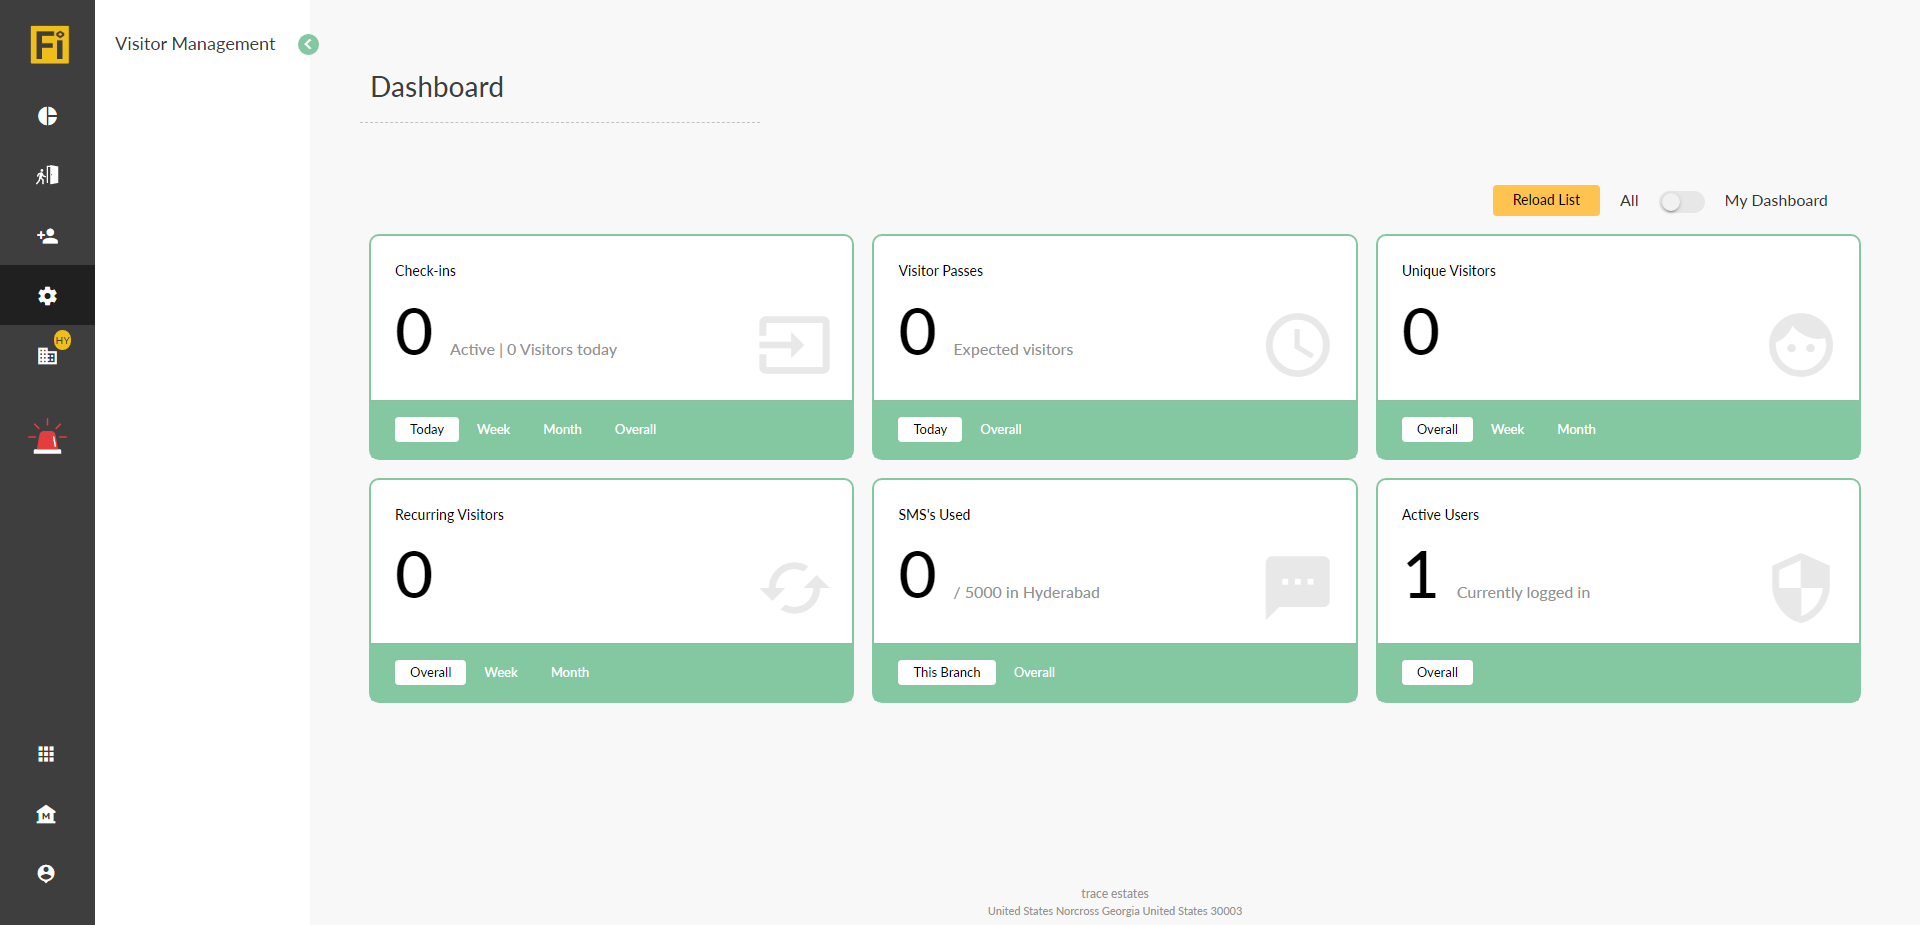 Fi
Visitor Management
HY
M
Dashboard
Reload List All My Dashboard
Check-ins
0 Active | 0 Visitors today
Today Week Month Overall
Visitor Passes
0 Expected visitors
Today Overall
Unique Visitors
0
Overall Week Month
Recurring Visitors
0
Overall Week Month
SMS's Used
0 / 5000 in Hyderabad
This Branch Overall
Active Users
1 Currently logged in
Overall
trace estates
United States Norcross Georgia United States 30003